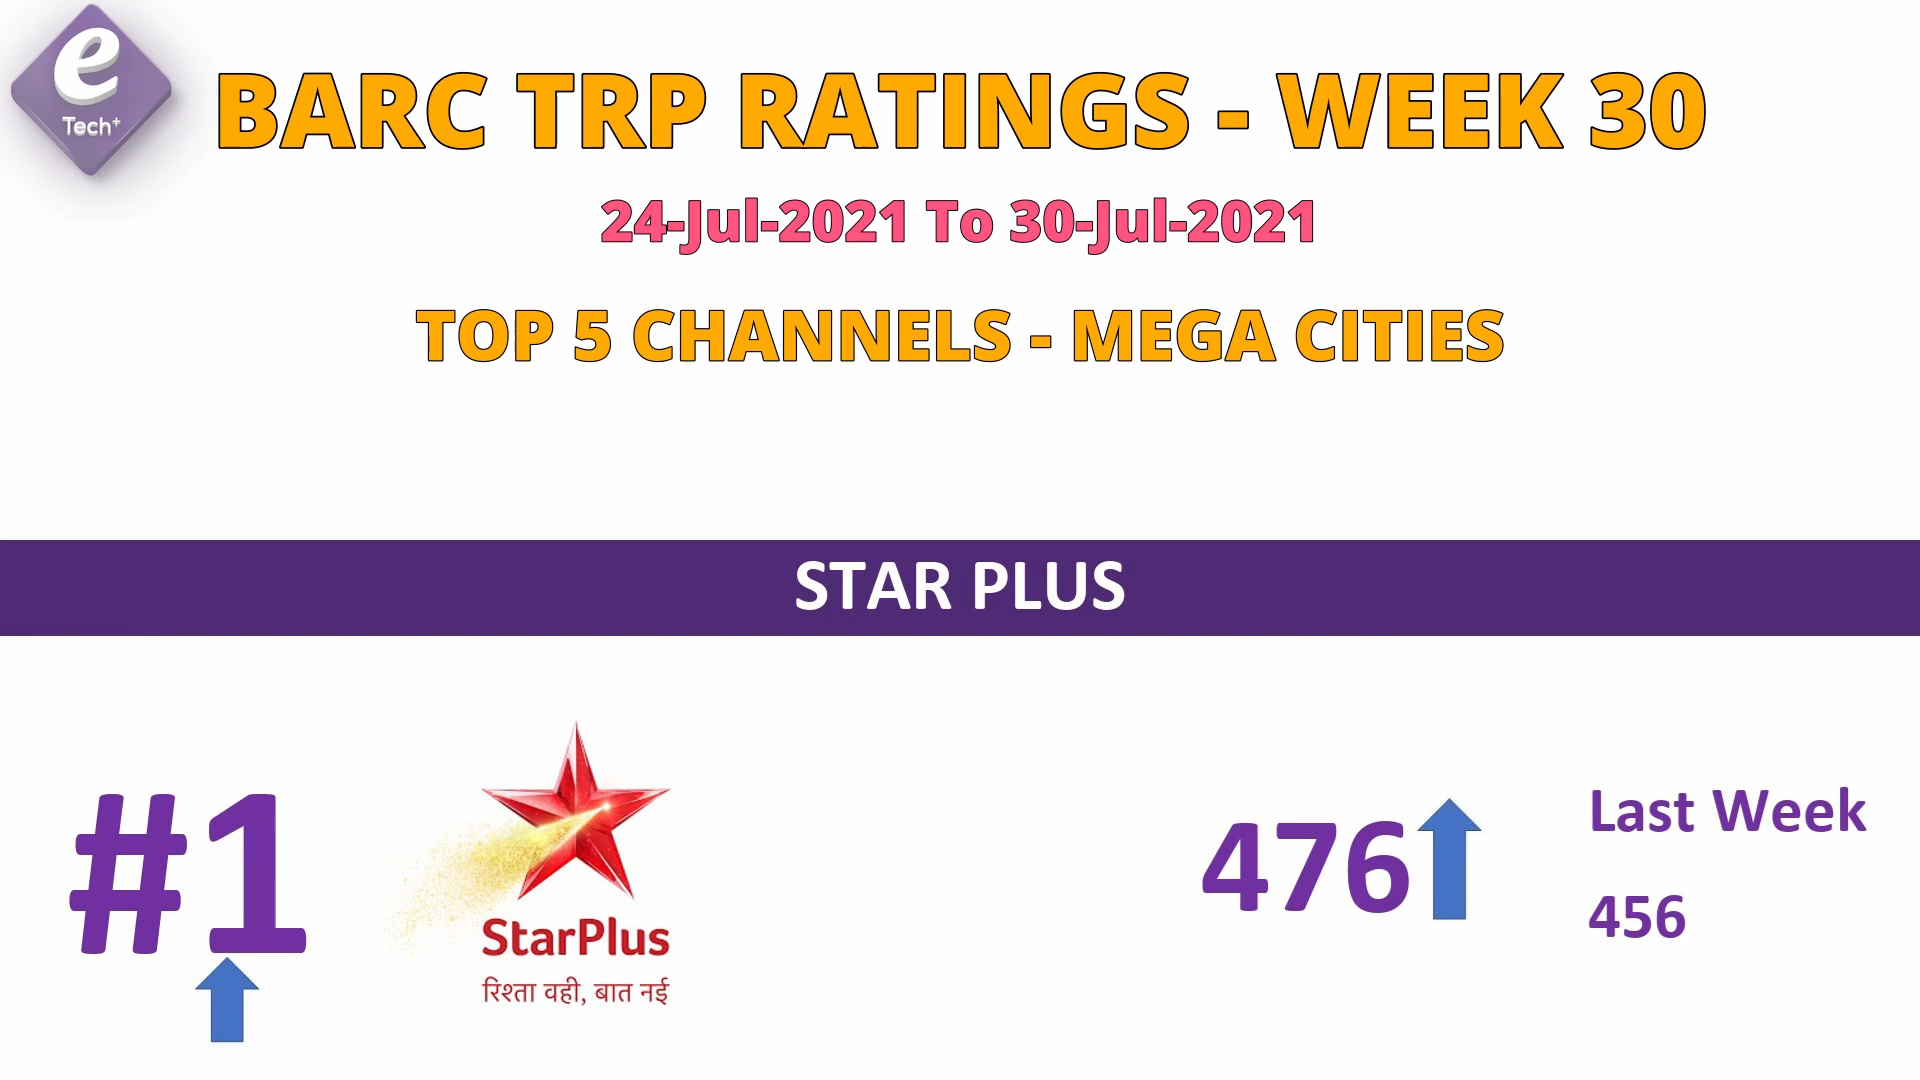 e
Tech+
BARC TRP RATINGS - WEEK 30
24-Jul-2021 To 30-Jul-2021
TOP 5 CHANNELS - MEGA CITIES
STAR PLUS
#1
StarPlus
रिश्ता वही, बात नई
476
Last Week
456